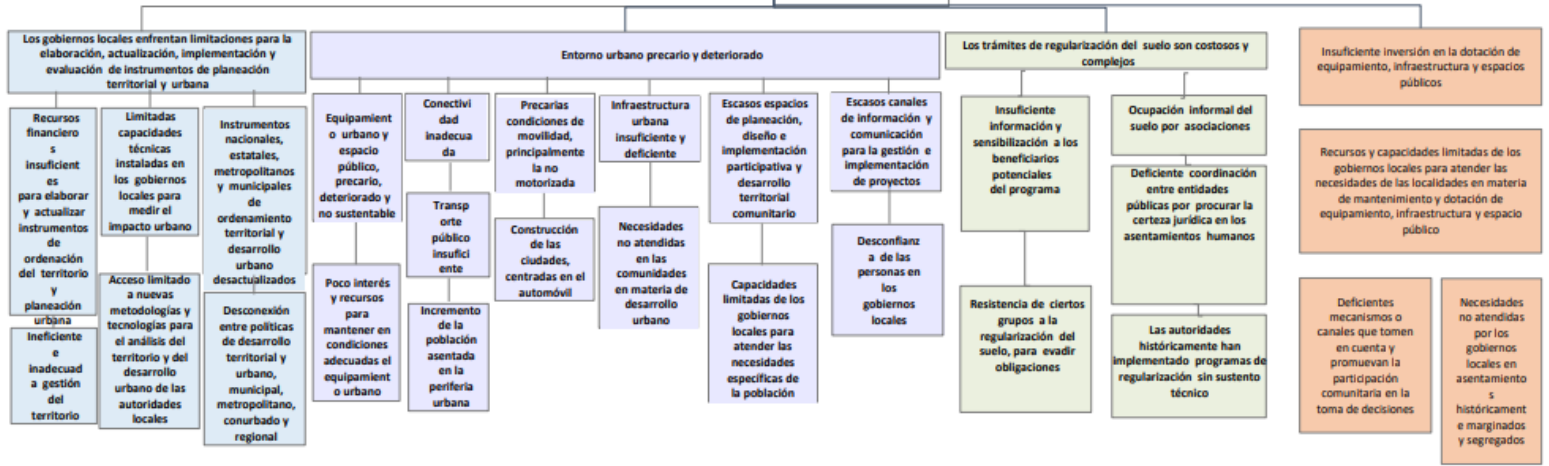 Los gobiernos locales enfrentan limitaciones para la
elaboración, actualización, implementación y
evaluación de instrumentos de planeación
territorial y urbana
Recursos
financiero
s
insuficient
es
para elaborar
y actualizar
instrumentos
de
ordenación
del territorio
y
planeación
urbana
Ineficiente
e
inadecuad
a gestión
del
territorio
Limitadas
capacidades
técnicas
instaladas en
los gobiernos
locales para
medir el
impacto urbano
Acceso limitado
a nuevas
metodologías y
tecnologías para
el análisis del
territorio y del
desarrollo
urbano de las
autoridades
locales
Instrumentos
nacionales,
estatales,
metropolitanos
y municipales
de
ordenamiento
territorial y
desarrollo
urbano
desactualizados
Desconexión
entre políticas
de desarrollo
territorial y
urbano,
municipal,
metropolitano,
conurbado y
regional
Entorno urbano precario y deteriorado
Equipamient
o urbano y
espacio
público,
precario,
deteriorado y
no sustentable
Poco interés
y recursos
para
mantener en
condiciones
adecuadas el
equipamient
o urbano
Conectivi
dad
inadecua
da
Transp
orte
público
insufici
ente
Incremento
de la
población
asentada
en la
periferia
urbana
Precarias
condiciones de
movilidad,
principalmente
la no
motorizada
Construcción
de las
ciudades,
centradas en el
automóvil
Infraestructura
urbana
insuficiente y
deficiente
Necesidades
no atendidas
en las
comunidades
en materia de
desarrollo
urbano
Escasos espacios
de planeación,
diseño e
implementación
participativa y
desarrollo
territorial
comunitario
Capacidades
limitadas de los
gobiernos
locales para
atender las
necesidades
específicas de
la población
Escasos canales
de información y
comunicación
para la gestión e
implementación
de proyectos
Desconfianz
a de las
personas en
los
gobiernos
locales
Los trámites de regularización del suelo son costosos y
complejos
Insuficiente
información y
sensibilización a los
beneficiarios
potenciales
del programa
Resistencia de ciertos
grupos a la
regularización del
suelo, para evadir
obligaciones
Ocupación informal del
suelo por asociaciones
Deficiente coordinación
entre entidades
públicas por procurar la
certeza jurídica en los
asentamientos humanos
Las autoridades
históricamente han
implementado programas de
regularización sin sustento
técnico
Insuficiente inversión en la dotación de
equipamiento, infraestructura y espacios
públicos
Recursos y capacidades limitadas de los
gobiernos locales para atender las
necesidades de las localidades en materia
de mantenimiento y dotación de
equipamiento, infraestructura y espacio
público
Deficientes
mecanismos o
canales que tomen
en cuenta y
promuevan la
participación
comunitaria en la
toma de decisiones
Necesidades
no atendidas
por los
gobiernos
locales en
asentamiento
s
históricament
e marginados
y segregados